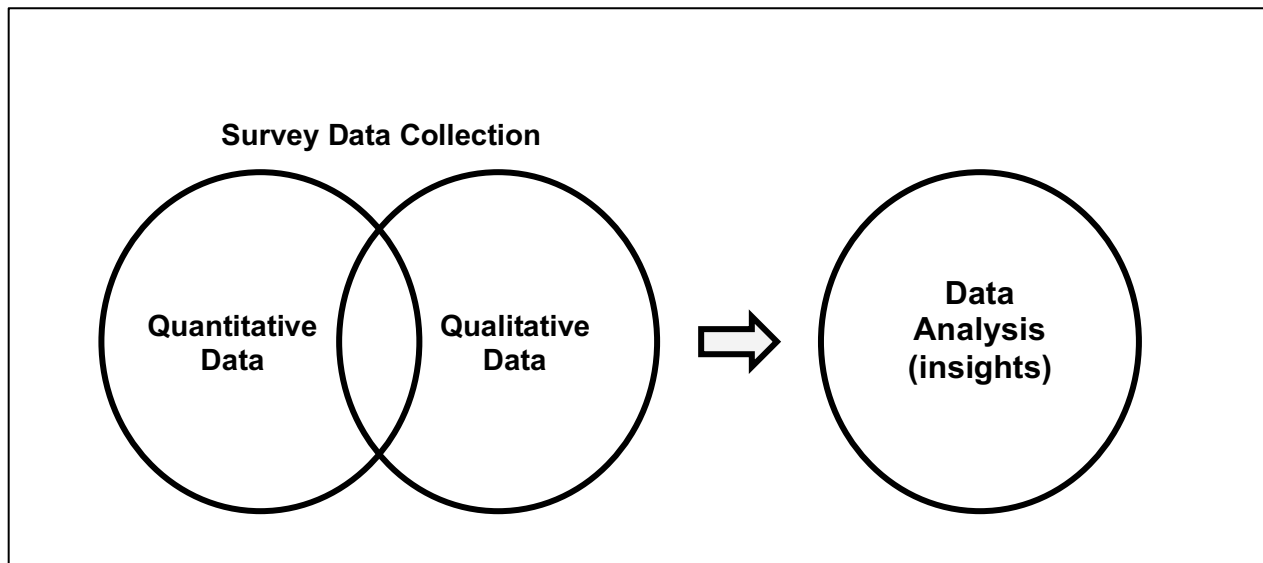 Survey Data Collection
Quantitative
Data
Qualitative
Data
Data
Analysis
(insights)